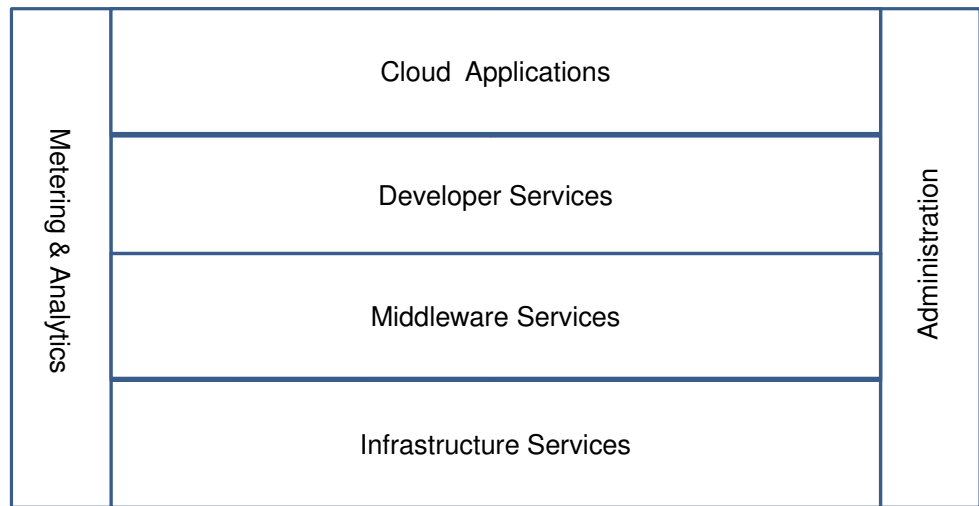 Metering & Analytics
Cloud Applications
Developer Services
Middleware Services
Infrastructure Services
Administration